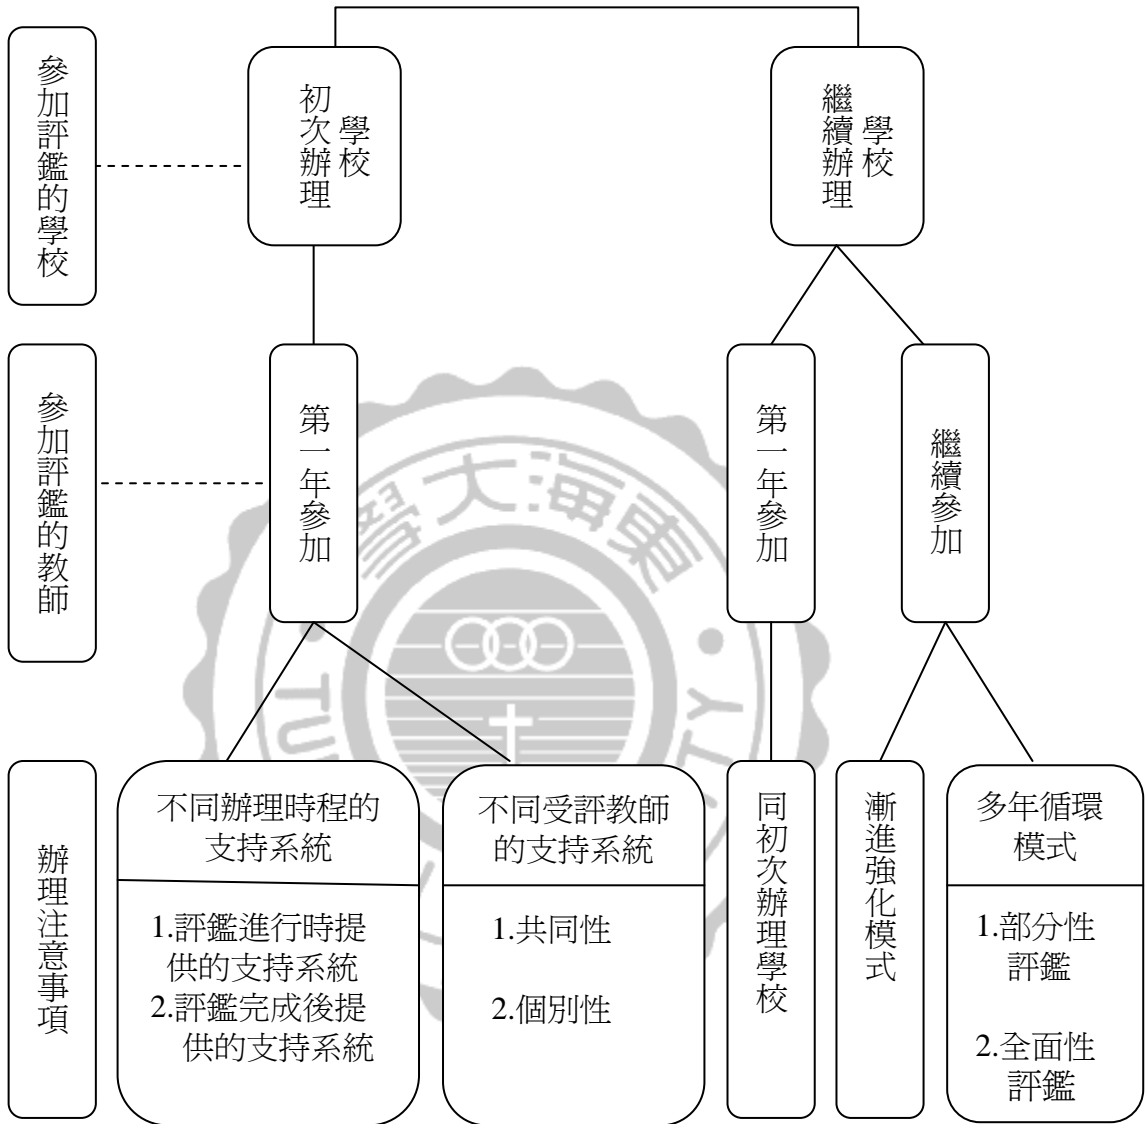 參加評鑑的學校
初次辦理
學校
繼續辦理
學校
參加評鑑的教師
第一年參加
第一年參加
繼續參加
辦理注意事項
不同辦理時程的
支持系統
1.評鑑進行時提
供的支持系統
2.評鑑完成後提
供的支持系統
不同受評教師
的支持系統
1.共同性
2.個別性
同初次辦理學校
漸進強化模式
多年循環
模式
1.部分性
評鑑
2.全面性
評鑑
學大海東